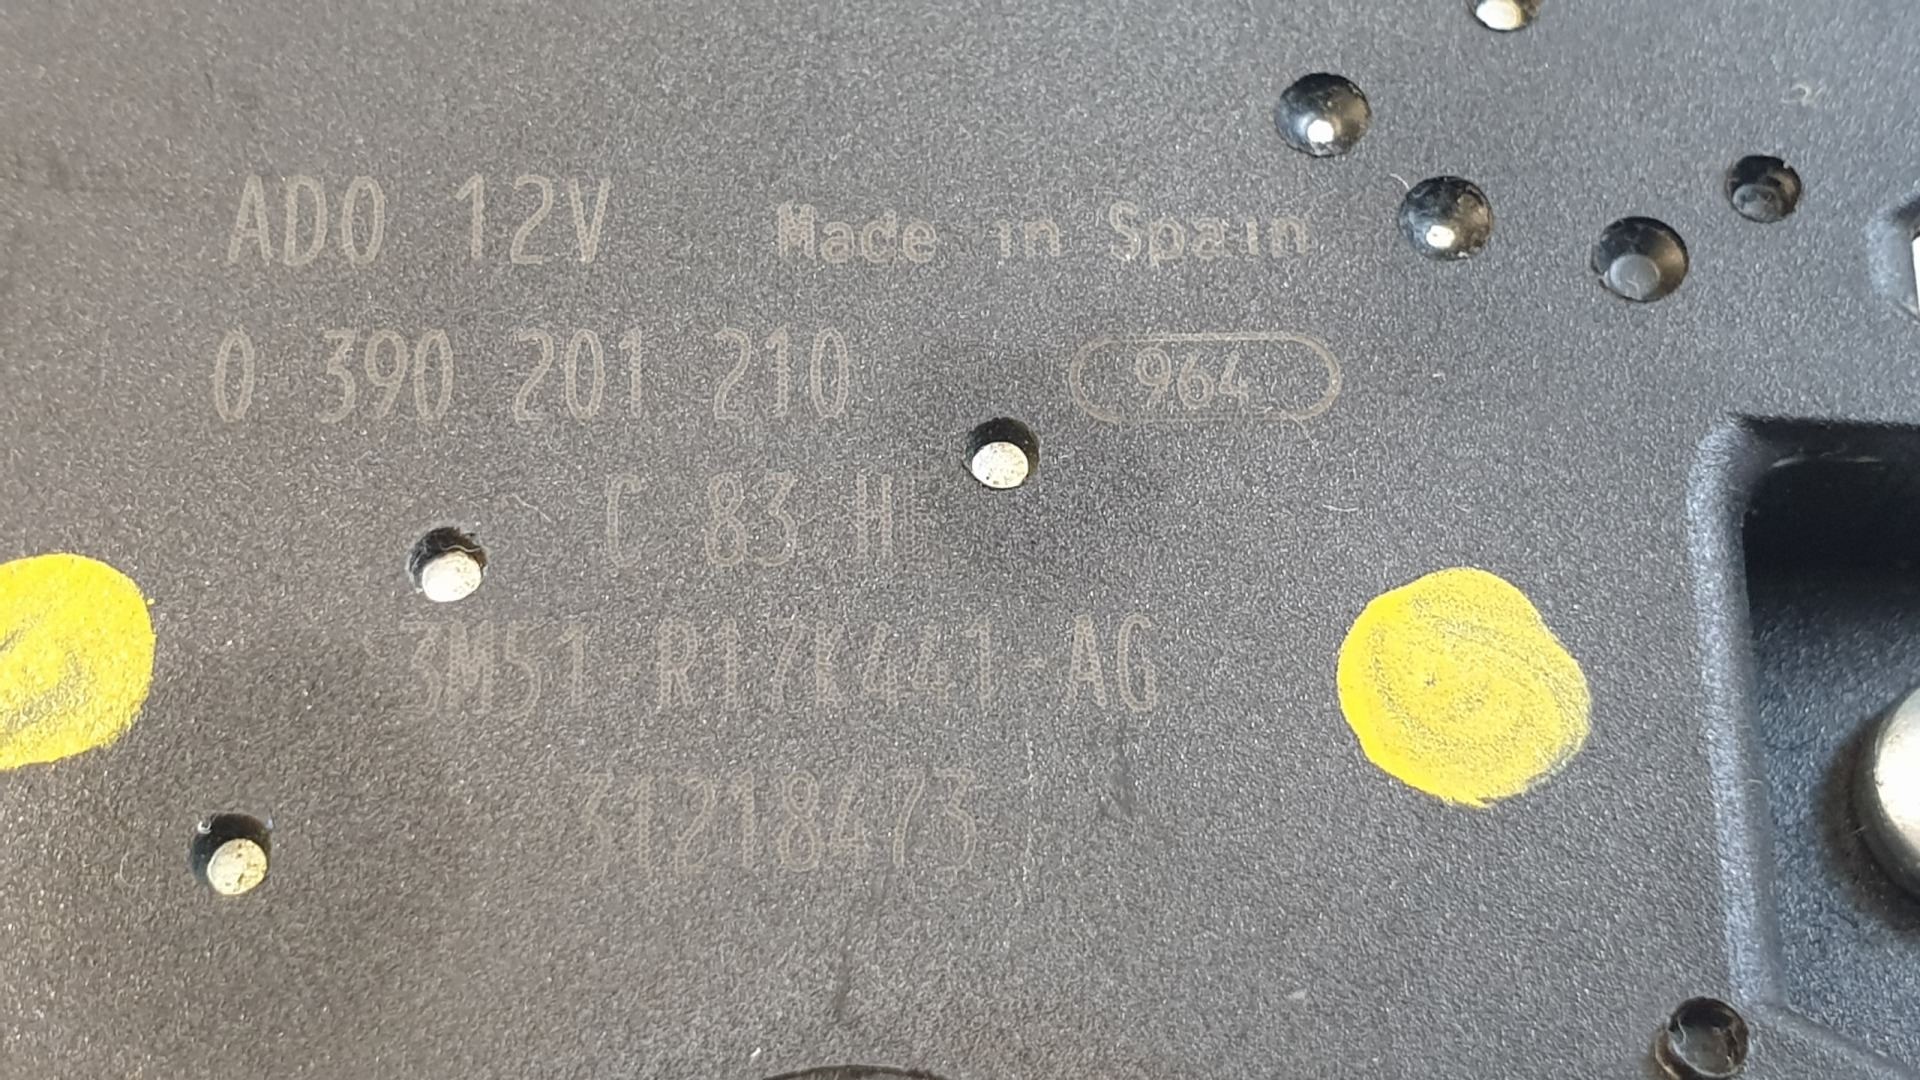 ADO 12V Made in Spain
0 390 201 210 964
C 83 H
3M51 R17K441-AG
31218473